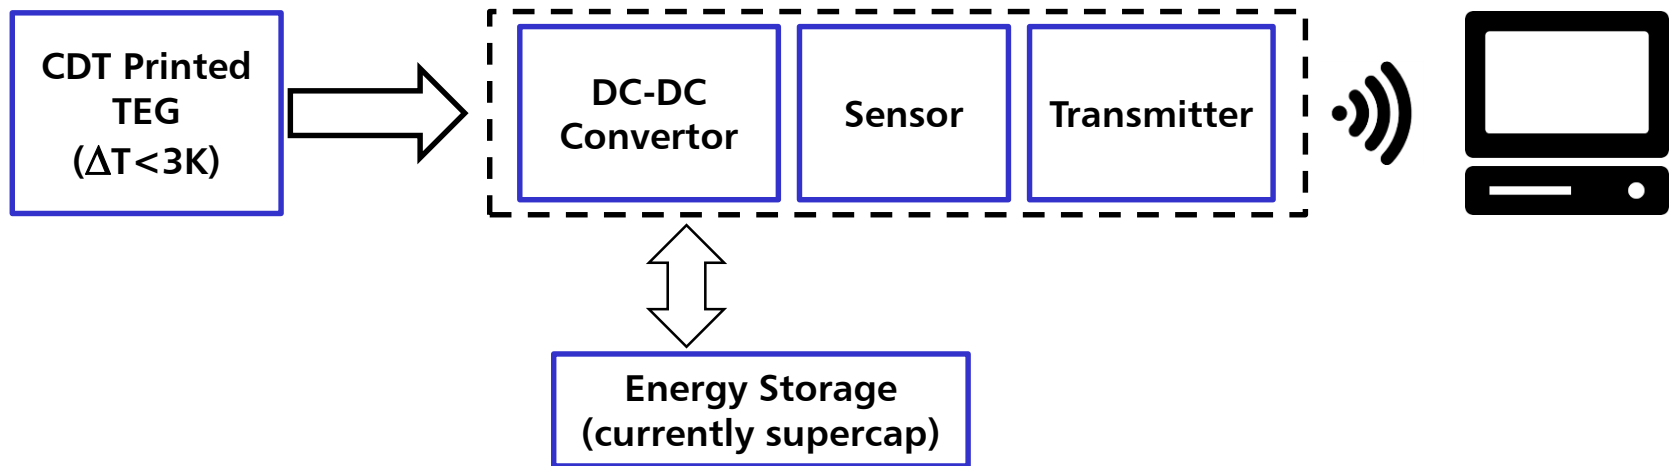 CDT Printed
TEG
(ΔT<3K)
DC-DC
Convertor
Sensor
Transmitter
Energy Storage
(currently supercap)